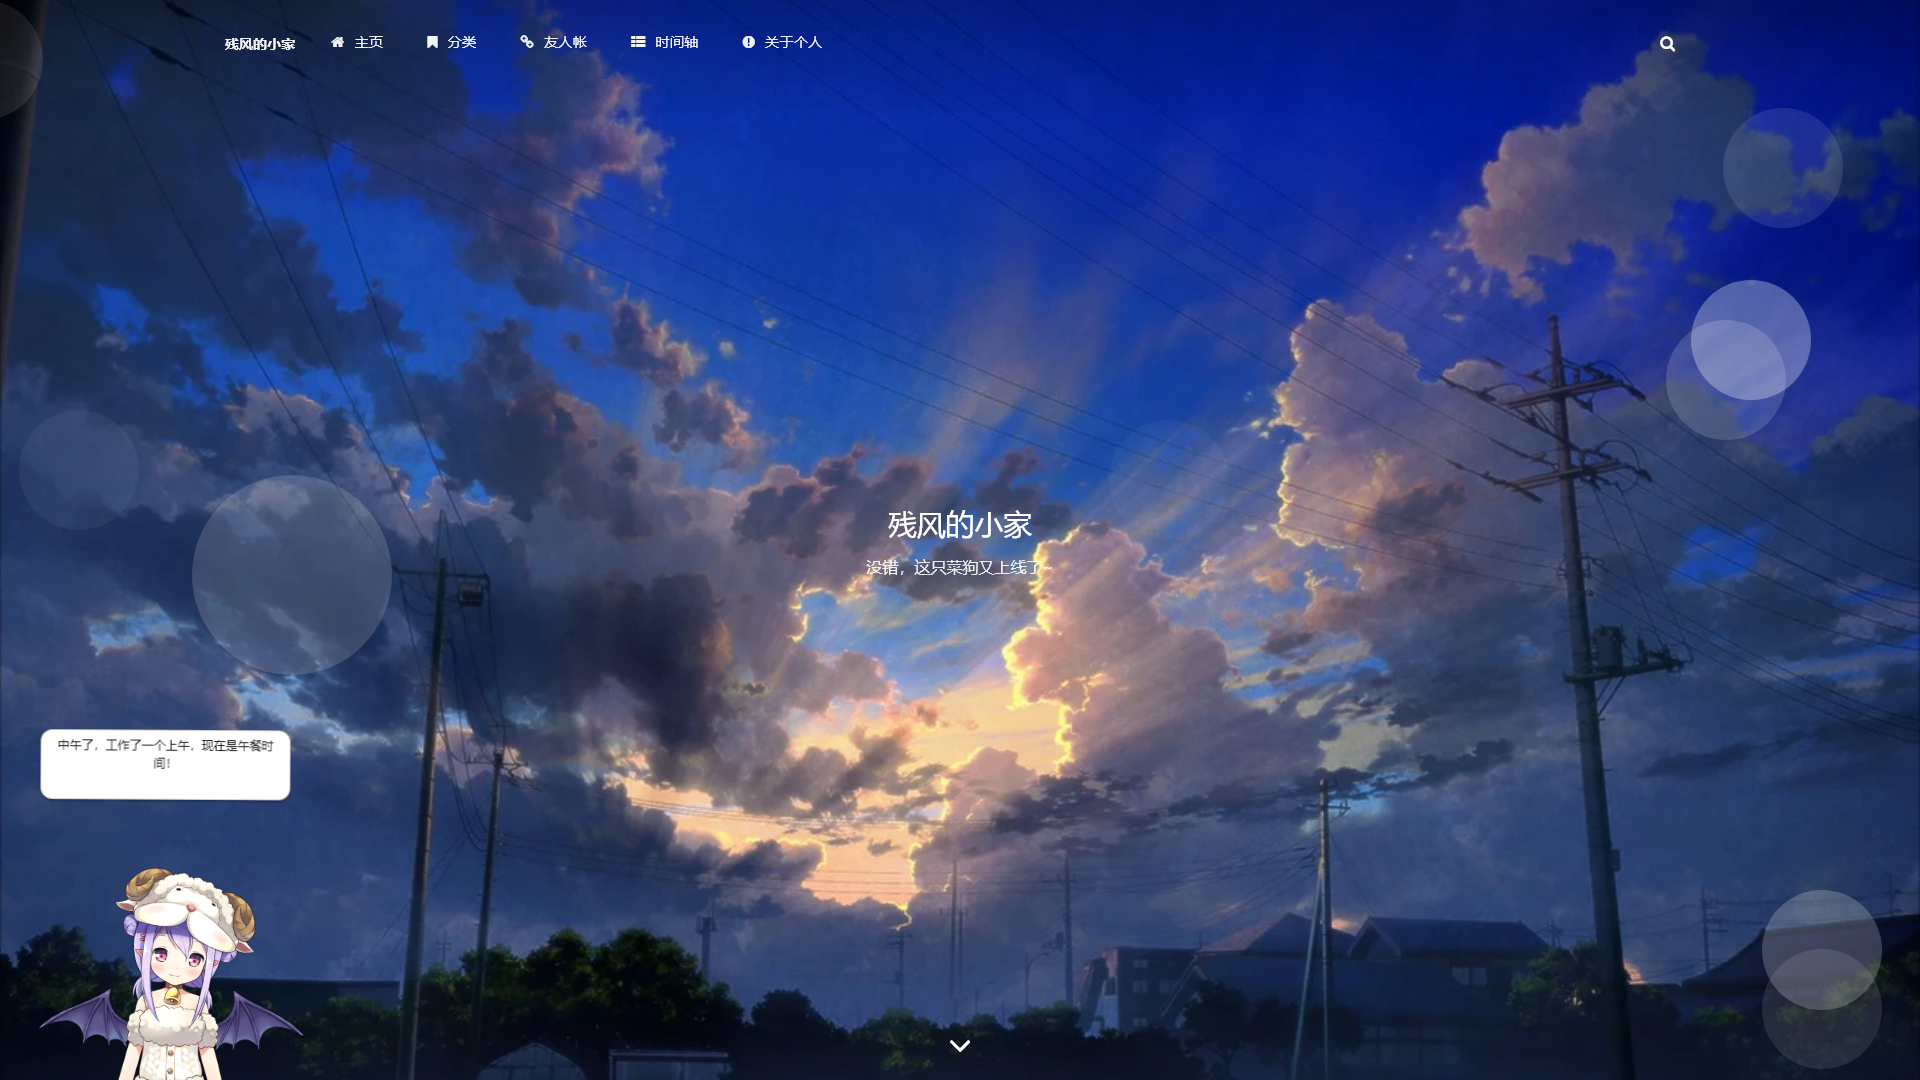 残风的小家 主页 分类 友人帐 时间轴 关于个人
残风的小家
没错，这只菜狗又上线了~
中午了，工作了一个上午，现在是午餐时
间！